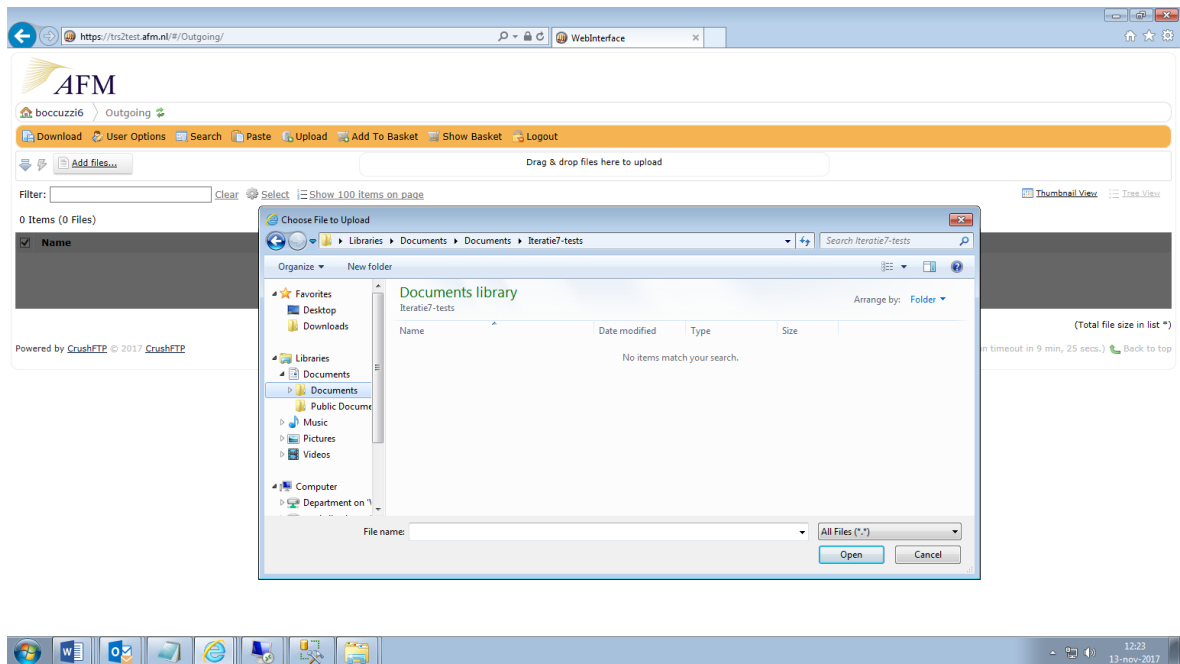 https://trs2test.afm.nl/#/Outgoing/
WebInterface
AFM
boccuzzi6 Outgoing
Download User Options Search Paste Upload Add To Basket Show Basket Logout
Add files... Drag & drop files here to upload
Filter: Clear Select Show 100 items on page Thumbnail View Tree View
0 Items (0 Files)
Name
(Total file size in list *)
Powered by CrushFTP © 2017 CrushFTP
n timeout in 9 min, 25 secs.) Back to top
Choose File to Upload
Libraries Documents Documents Iteratie7-tests
Search Iteratie7-tests
Organize New folder
Favorites
Desktop
Downloads
Libraries
Documents
Documents
Public Docume
Music
Pictures
Videos
Computer
Department on
Documents library
Iteratie7-tests
Arrange by: Folder
Name Date modified Type Size
No items match your search.
File name: All Files (*.*)
Open Cancel
12:23
13-nov-2017